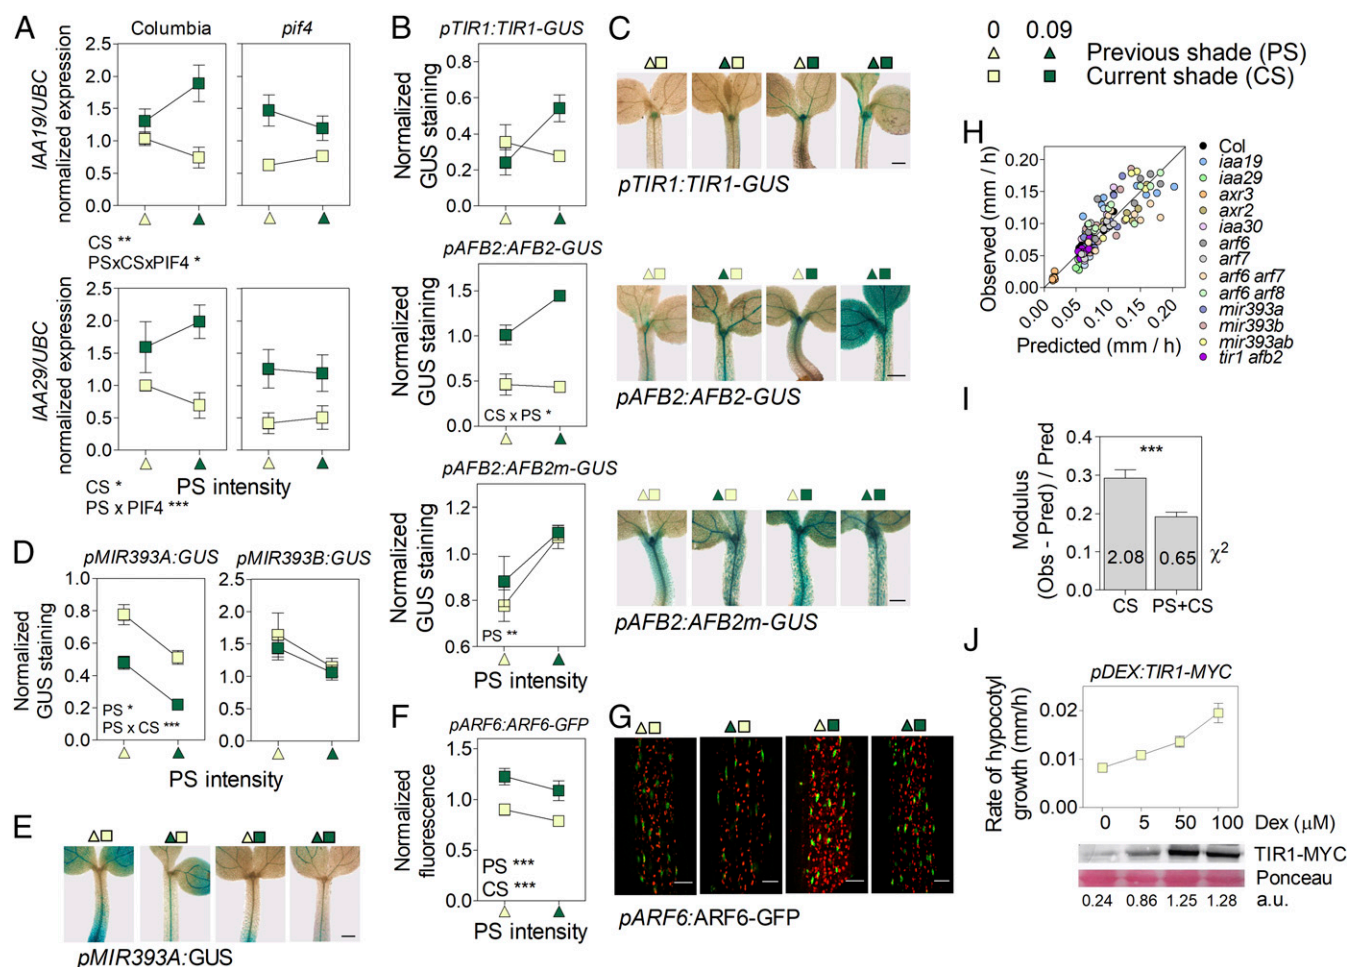 A
Columbia
pif4
IAA19/UBC
normalized expression
2.5
2.0
1.5
1.0
0.5
0.0
CS **
PSxCSxPIF4 *
IAA29/UBC
normalized expression
2.5
2.0
1.5
1.0
0.5
0.0
CS *
PS x PIF4 ***
PS intensity
B
pTIR1:TIR1-GUS
Normalized
GUS staining
0.8
0.6
0.4
0.2
0.0
pAFB2:AFB2-GUS
Normalized
GUS staining
1.5
1.0
0.5
0.0
CS x PS *
pAFB2:AFB2m-GUS
Normalized
GUS staining
1.2
1.0
0.8
0.6
PS **
PS intensity
C
pTIR1:TIR1-GUS
pAFB2:AFB2-GUS
pAFB2:AFB2m-GUS
0 0.09
Previous shade (PS)
Current shade (CS)
D
pMIR393A:GUS
pMIR393B:GUS
Normalized
GUS staining
1.0
0.8
0.6
0.4
0.2
0.0
PS *
PS x CS ***
2.5
2.0
1.5
1.0
0.5
0.0
PS intensity
E
pMIR393A:GUS
F
pARF6:ARF6-GFP
Normalized
fluorescence
1.5
1.0
0.5
0.0
PS ***
CS ***
PS intensity
G
pARF6:ARF6-GFP
H
Observed (mm / h)
0.20
0.15
0.10
0.05
0.00
0.00
0.05
0.10
0.15
0.20
Predicted (mm / h)
Col
iaa19
iaa29
axr3
axr2
iaa30
arf6
arf7
arf6 arf7
arf6 arf8
mir393a
mir393b
mir393ab
tir1 afb2
I
Modulus
(Obs - Pred) / Pred
0.4
0.3
0.2
0.1
0.0
***
2.08
0.65
χ2
CS
PS+CS
J
pDEX:TIR1-MYC
Rate of hypocotyl
growth (mm/h)
0.02
0.01
0.00
0 5 50 100 Dex (μM)
TIR1-MYC
Ponceau
0.24 0.86 1.25 1.28 a.u.